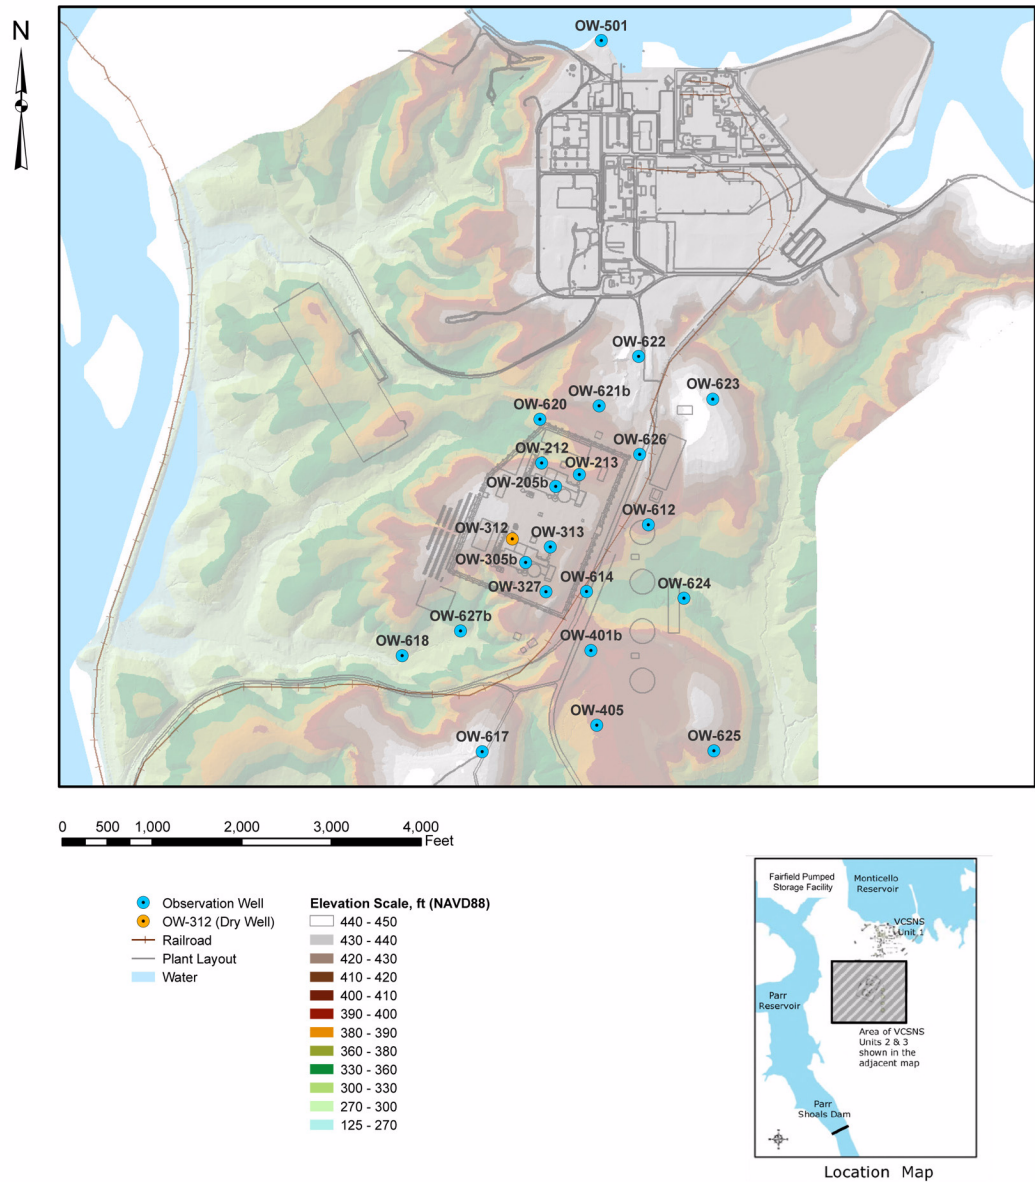 N
OW-501
OW-622
OW-623
OW-621b
OW-620
OW-626
OW-212
OW-213
OW-205b
OW-612
OW-312
OW-313
OW-305b
OW-327
OW-614
OW-624
OW-627b
OW-618
OW-401b
OW-405
OW-617
OW-625
0 500 1,000 2,000 3,000 4,000
Feet
Observation Well
OW-312 (Dry Well)
Railroad
Plant Layout
Water
Elevation Scale, ft (NAVD88)
440 - 450
430 - 440
420 - 430
410 - 420
400 - 410
390 - 400
380 - 390
360 - 380
330 - 360
300 - 330
270 - 300
125 - 270
Fairfield Pumped
Storage Facility
Monticello
Reservoir
VCSNS
Unit 1
Parr
Reservoir
Area of VCSNS
Units 2 & 3
shown in the
adjacent map
Parr
Shoals Dam
Location Map